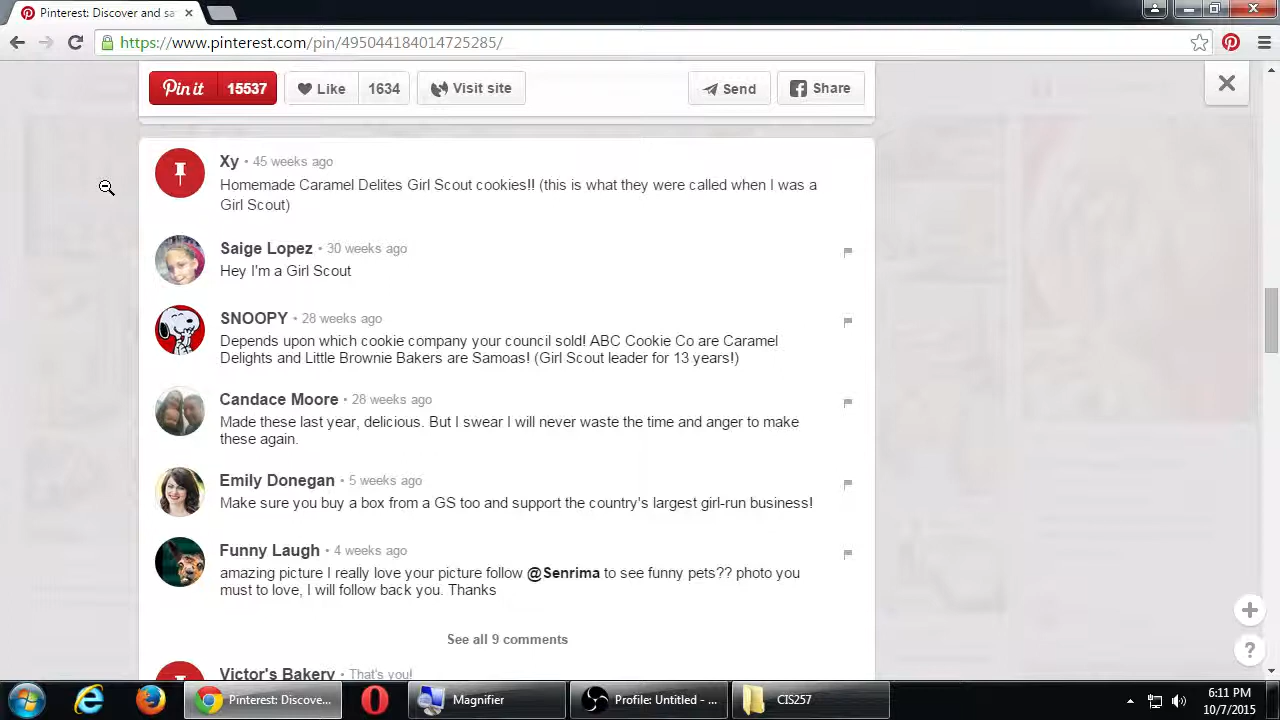 Pinterest: Discover and sa
https://www.pinterest.com/pin/495044184014725285/
Pin it 15537 Like 1634 Visit site Send Share
Xy • 45 weeks ago
Homemade Caramel Delites Girl Scout cookies!! (this is what they were called when I was a
Girl Scout)
Saige Lopez • 30 weeks ago
Hey I'm a Girl Scout
SNOOPY • 28 weeks ago
Depends upon which cookie company your council sold! ABC Cookie Co are Caramel
Delights and Little Brownie Bakers are Samoas! (Girl Scout leader for 13 years!)
Candace Moore • 28 weeks ago
Made these last year, delicious. But I swear I will never waste the time and anger to make
these again.
Emily Donegan • 5 weeks ago
Make sure you buy a box from a GS too and support the country's largest girl-run business!
Funny Laugh • 4 weeks ago
amazing picture I really love your picture follow @Senrima to see funny pets?? photo you
must to love, I will follow back you. Thanks
See all 9 comments
Victor's Bakery • That's you!
Pinterest: Discove... Magnifier Profile: Untitled - ... CIS257 6:11 PM
10/7/2015